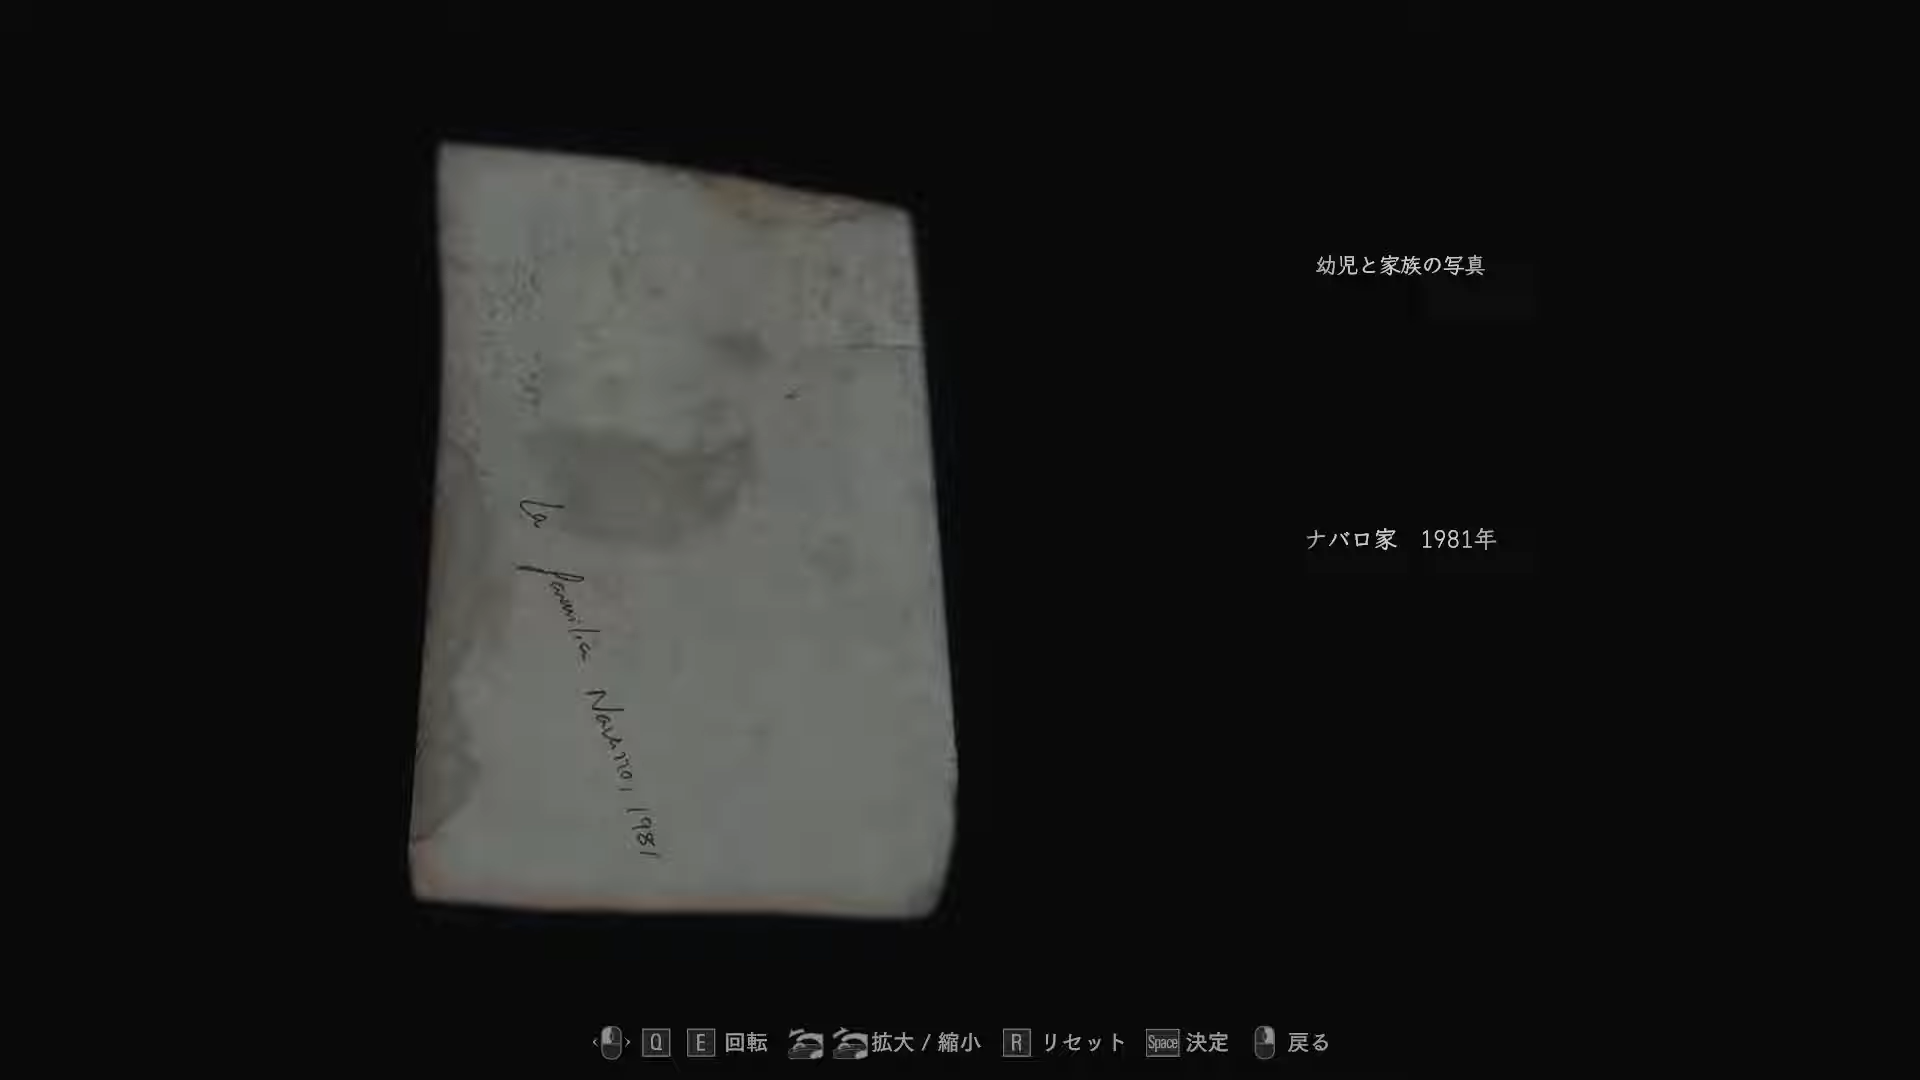 幼児と家族の写真
La familia Navarro, 1981
ナバロ家　1981年
Q E 回転 拡大 / 縮小 R リセット Space 決定 戻る